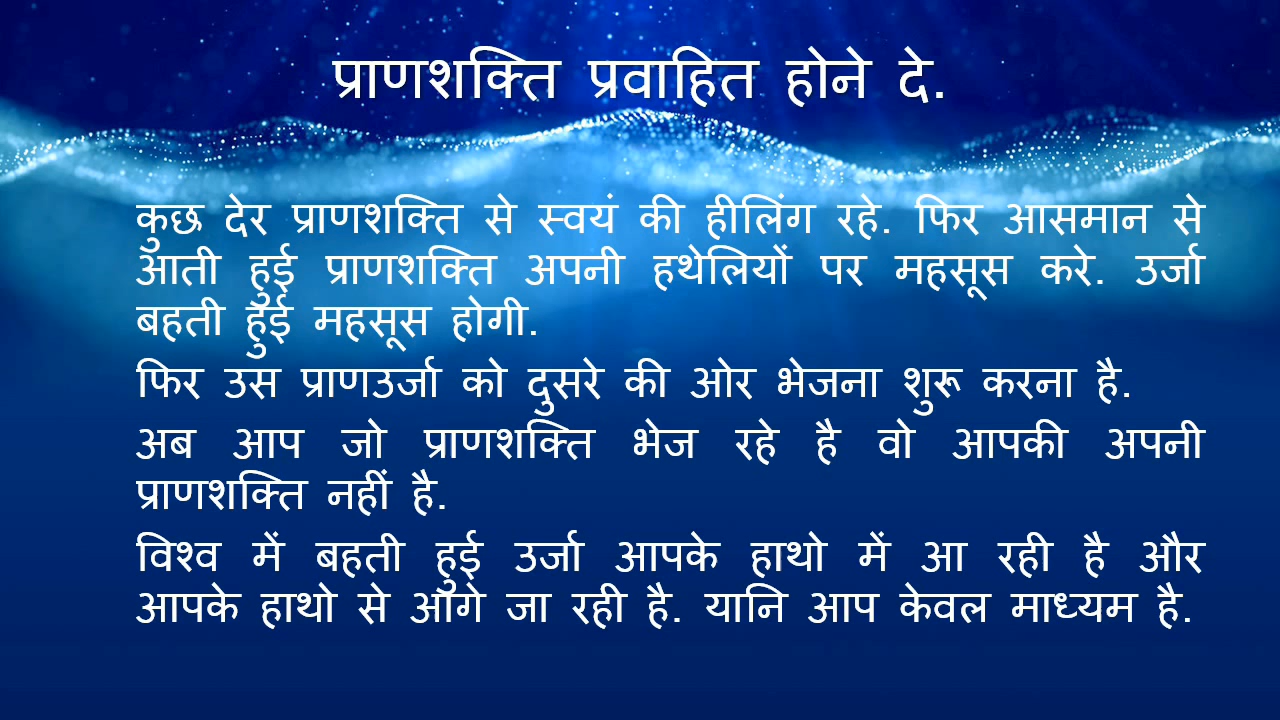 प्राणशक्ति प्रवाहित होने दे.
कुछ देर प्राणशक्ति से स्वयं की हीलिंग रहे. फिर आसमान से
आती हुई प्राणशक्ति अपनी हथेलियों पर महसूस करे. उर्जा
बहती हुई महसूस होगी.
फिर उस प्राणउर्जा को दुसरे की ओर भेजना शुरू करना है.
अब आप जो प्राणशक्ति भेज रहे है वो आपकी अपनी
प्राणशक्ति नहीं है.
विश्व में बहती हुई उर्जा आपके हाथो में आ रही है और
आपके हाथो से आगे जा रही है. यानि आप केवल माध्यम है.